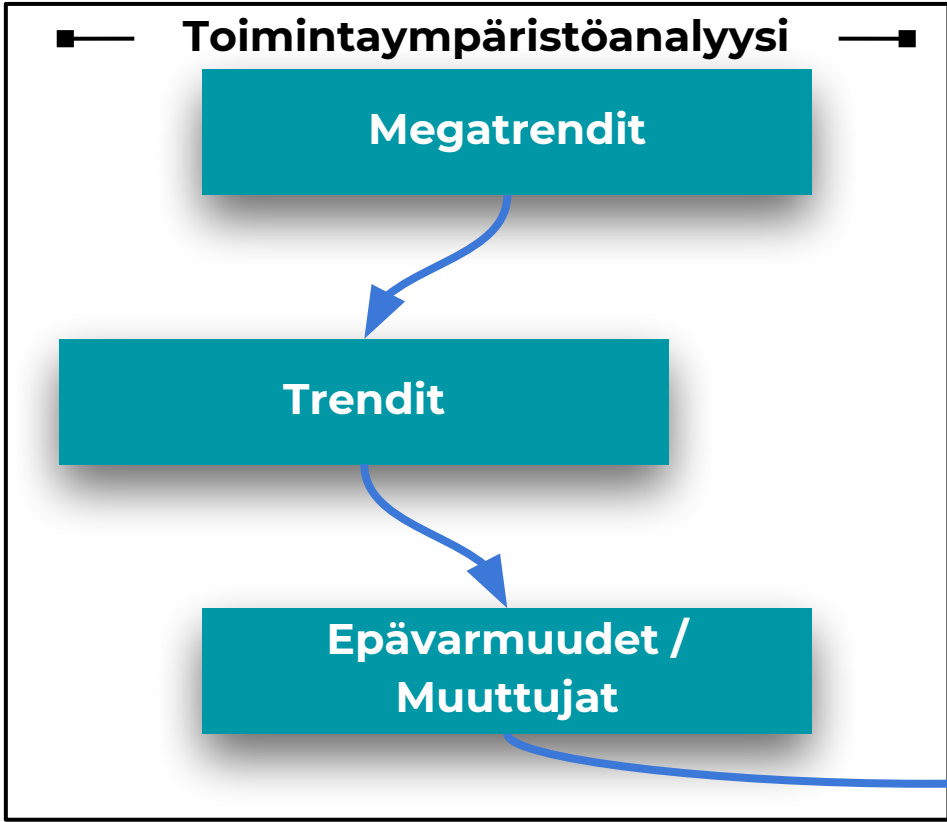 Toimintaympäristöanalyysi
Megatrendit
Trendit
Epävarmuudet /
Muuttujat